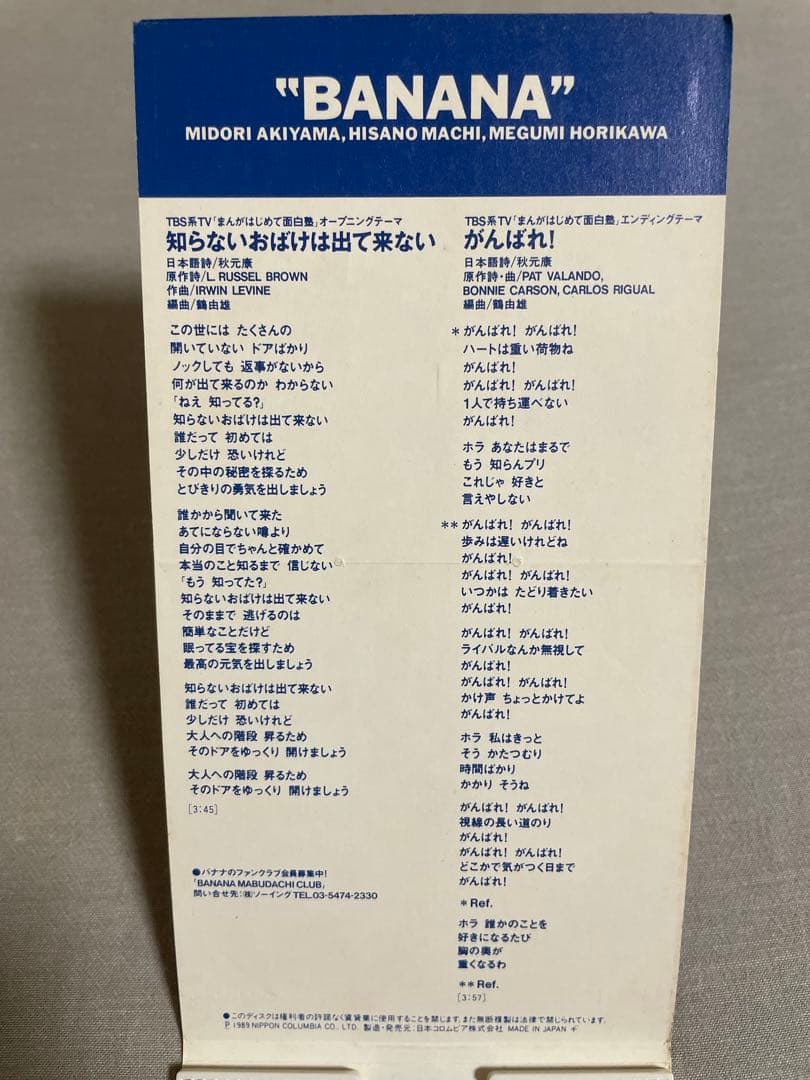 "BANANA"
MIDORI AKIYAMA, HISANO MACHI, MEGUMI HORIKAWA
TBS系TV「まんがはじめて面白塾」オープニングテーマ
知らないおばけは出て来ない
日本語詩/秋元康
原作詩/L. RUSSEL BROWN
作曲/IRWIN LEVINE
編曲/鶴由雄
この世には たくさんの
開いていない ドアばかり
ノックしても 返事がないから
何が出て来るのか わからない
「ねえ 知ってる?」
知らないおばけは出て来ない
誰だって 初めては
少しだけ 恐いけれど
その中の秘密を探るため
とびきりの勇気を出しましょう
誰かから聞いて来た
あてにならない噂より
自分の目でちゃんと確かめて
本当のこと知るまで 信じない
「もう 知ってた?」
知らないおばけは出て来ない
そのままで 逃げるのは
簡単なことだけど
眠ってる宝を探すため
最高の元気を出しましょう
知らないおばけは出て来ない
誰だって 初めては
少しだけ 恐いけれど
大人への階段 昇るため
そのドアをゆっくり 開けましょう
大人への階段 昇るため
そのドアをゆっくり 開けましょう
[3:45]
●バナナのファンクラブ会員募集中!
「BANANA MABUDACHI CLUB」
問い合せ先:㈱ソーイング TEL.03-5474-2330
TBS系TV「まんがはじめて面白塾」エンディングテーマ
がんばれ!
日本語詩/秋元康
原作詩・曲/PAT VALANDO,
BONNIE CARSON, CARLOS RIGUAL
編曲/鶴由雄
*がんばれ! がんばれ!
ハートは重い荷物ね
がんばれ!
がんばれ! がんばれ!
1人で持ち運べない
がんばれ!
ホラ あなたはまるで
もう 知らんプリ
これじゃ 好きと
言えやしない
**がんばれ! がんばれ!
歩みは遅いけれどね
がんばれ!
がんばれ! がんばれ!
いつかは たどり着きたい
がんばれ!
がんばれ! がんばれ!
ライバルなんか無視して
がんばれ!
がんばれ! がんばれ!
かけ声 ちょっとかけてよ
がんばれ!
ホラ 私はきっと
そう かたつむり
時間ばかり
かかり そうね
がんばれ! がんばれ!
視線の長い道のり
がんばれ!
がんばれ! がんばれ!
どこかで気がつく日まで
がんばれ!
*Ref.
ホラ 誰かのことを
好きになるたび
胸の奥が
重くなるわ
**Ref.
[3:57]
●このディスクは権利者の許諾なく賃貸業に使用することを禁じます。また無断複製は法律で禁じられています。
Ⓟ 1989 NIPPON COLUMBIA CO., LTD. 製造・発売元:日本コロムビア株式会社 MADE IN JAPAN